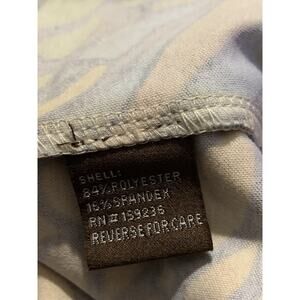 SHELL:
84% POLYESTER
16% SPANDEX
RN# 159236
REVERSE FOR CARE